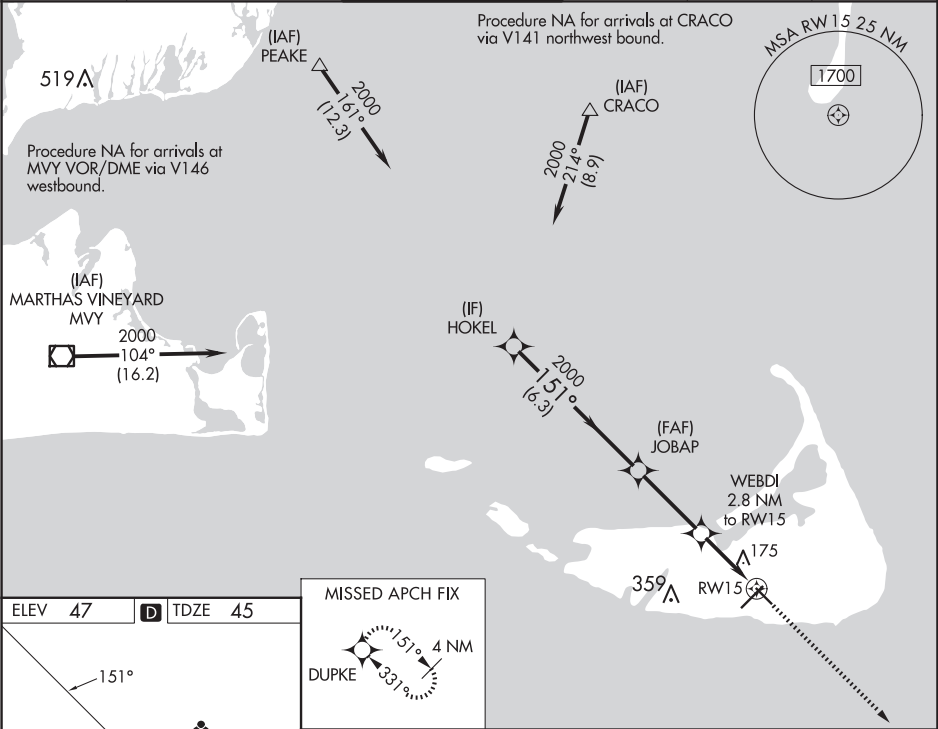 Procedure NA for arrivals at CRACO
via V141 northwest bound.
MSA RW15 25 NM
1700
(IAF)
PEAKE
2000
161°
(12.3)
519
(IAF)
CRACO
2000
214°
(8.9)
Procedure NA for arrivals at
MVY VOR/DME via V146
westbound.
(IAF)
MARTHAS VINEYARD
MVY
2000
104°
(16.2)
(IF)
HOKEL
2000
151°
(6.3)
(FAF)
JOBAP
WEBDI
2.8 NM
to RW15
175
359
RW15
MISSED APCH FIX
151°
4 NM
DUPKE
331°
ELEV 47
D
TDZE 45
151°